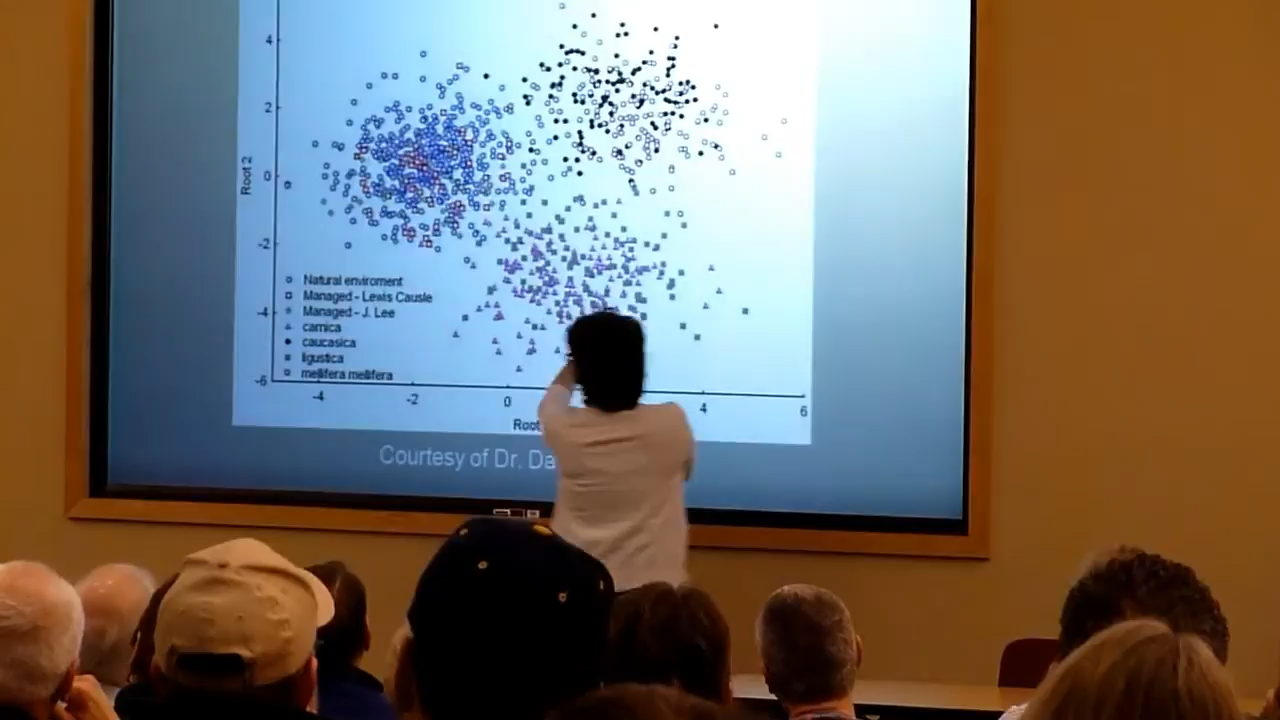 4
2
Root 2
0
-2
Natural enviroment
Managed - Lewis Causle
-4
Managed - J. Lee
carnica
caucasica
ligustica
mellifera mellifera
-6
-4 -2 0 4 6
Root
Courtesy of Dr. Da